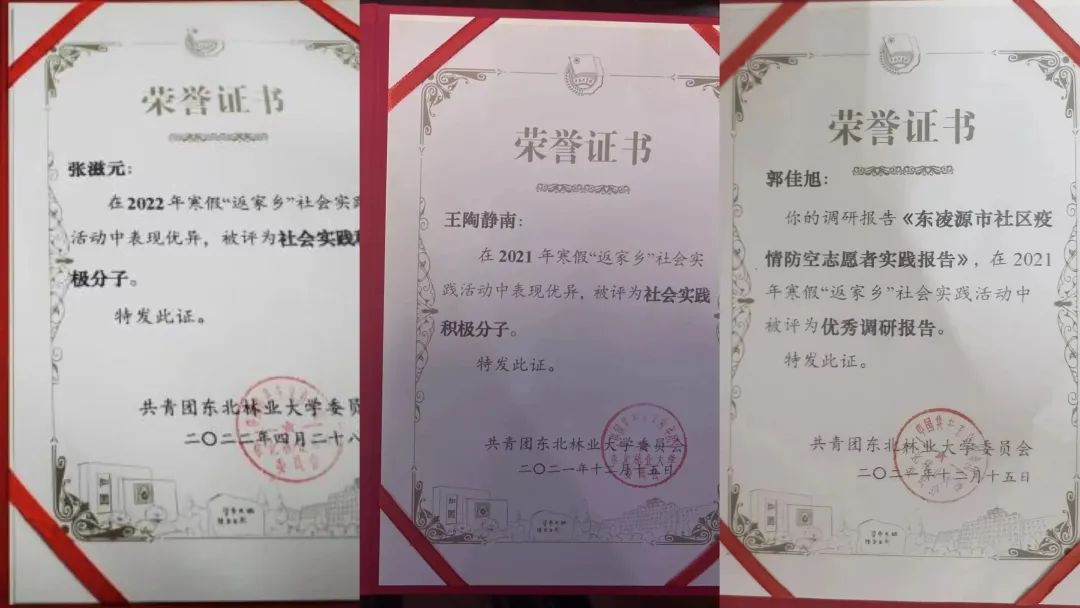 荣誉证书
张滋元：
在2022年寒假“返家乡”社会实践
活动中表现优异，被评为社会实践积
极分子。
特发此证。
共青团东北林业大学委员
二〇二二年四月二十八
荣誉证书
王陶静南：
在2021年寒假“返家乡”社会实
践活动中表现优异，被评为社会实践
积极分子。
特发此证。
共青团东北林业大学委员会
二〇二一年十二月十五日
荣誉证书
郭佳旭：
你的调研报告《东凌源市社区疫
情防空志愿者实践报告》，在2021
年寒假“返家乡”社会实践活动中
被评为优秀调研报告。
特发此证。
共青团东北林业大学委员会
二〇二一年十二月十五日